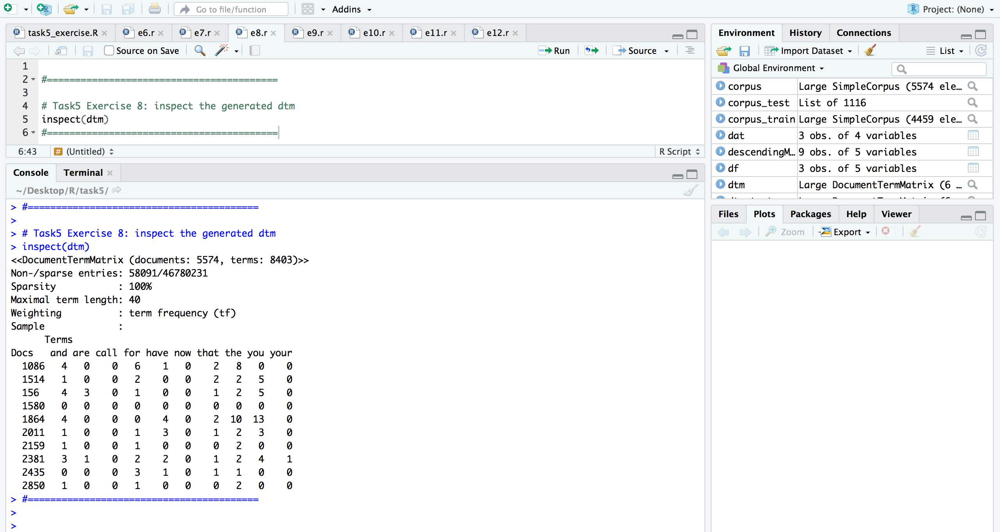 Go to file/function Addins Project: (None)
task5_exercise.R e6.r e7.r e8.r e9.r e10.r e11.r e12.r
Source on Save Run Source
1
2 #=========================================
3
4 # Task5 Exercise 8: inspect the generated dtm
5 inspect(dtm)
6 #=========================================
6:43 # (Untitled) R Script
Console Terminal
~/Desktop/R/task5/
> #=========================================
>
> # Task5 Exercise 8: inspect the generated dtm
> inspect(dtm)
<<DocumentTermMatrix (documents: 5574, terms: 8403)>>
Non-/sparse entries: 58091/46780231
Sparsity           : 100%
Maximal term length: 40
Weighting          : term frequency (tf)
Sample             :
      Terms
Docs   and are call for have now that the you your
  1086   4   0    0   6    1   0    2   8   0    0
  1514   1   0    0   2    0   0    2   2   5    0
  156    4   3    0   1    0   0    1   2   5    0
  1580   0   0    0   0    0   0    0   0   0    0
  1864   4   0    0   0    4   0    2  10  13    0
  2011   1   0    0   1    3   0    1   2   3    0
  2159   1   0    0   1    0   0    0   2   0    0
  2381   3   1    0   2    2   0    1   2   4    1
  2435   0   0    0   3    1   0    1   1   0    0
  2850   1   0    0   1    0   0    0   2   0    0
> #=========================================
>
>
Environment History Connections
Import Dataset List
Global Environment
corpus Large SimpleCorpus (5574 ele…
corpus_test List of 1116
corpus_train Large SimpleCorpus (4459 ele…
dat 3 obs. of 4 variables
descendingM… 9 obs. of 5 variables
df 3 obs. of 5 variables
dtm Large DocumentTermMatrix (6 …
Files Plots Packages Help Viewer
Zoom Export